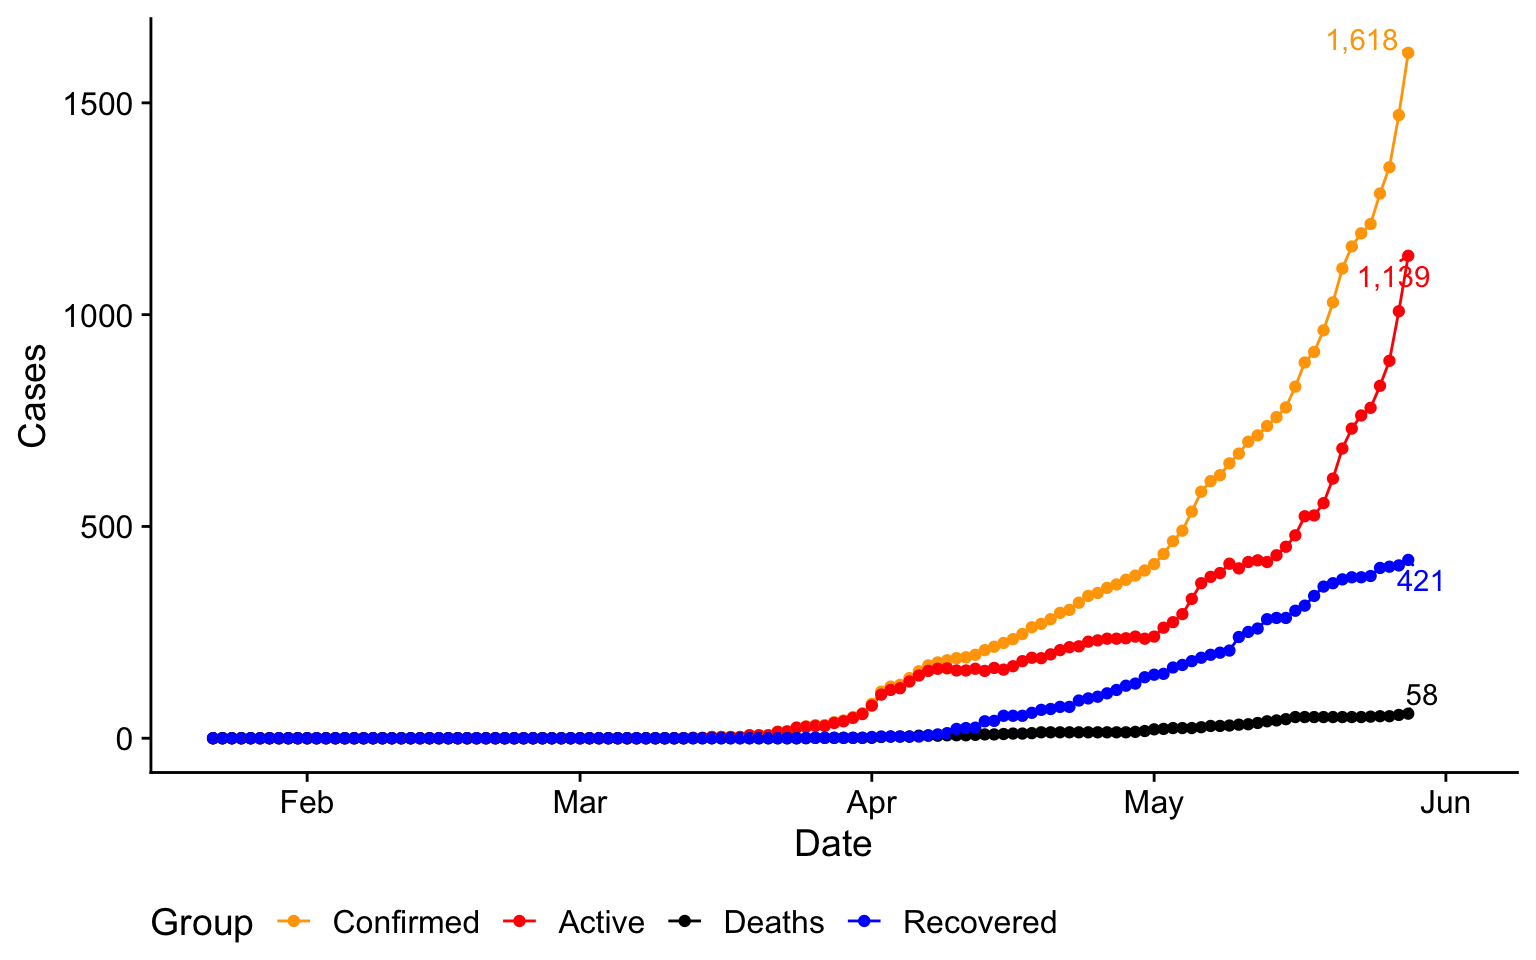 1,618
1500
1,139
1000
Cases
500
421
58
0
Feb Mar Apr May Jun
Date
Group Confirmed Active Deaths Recovered